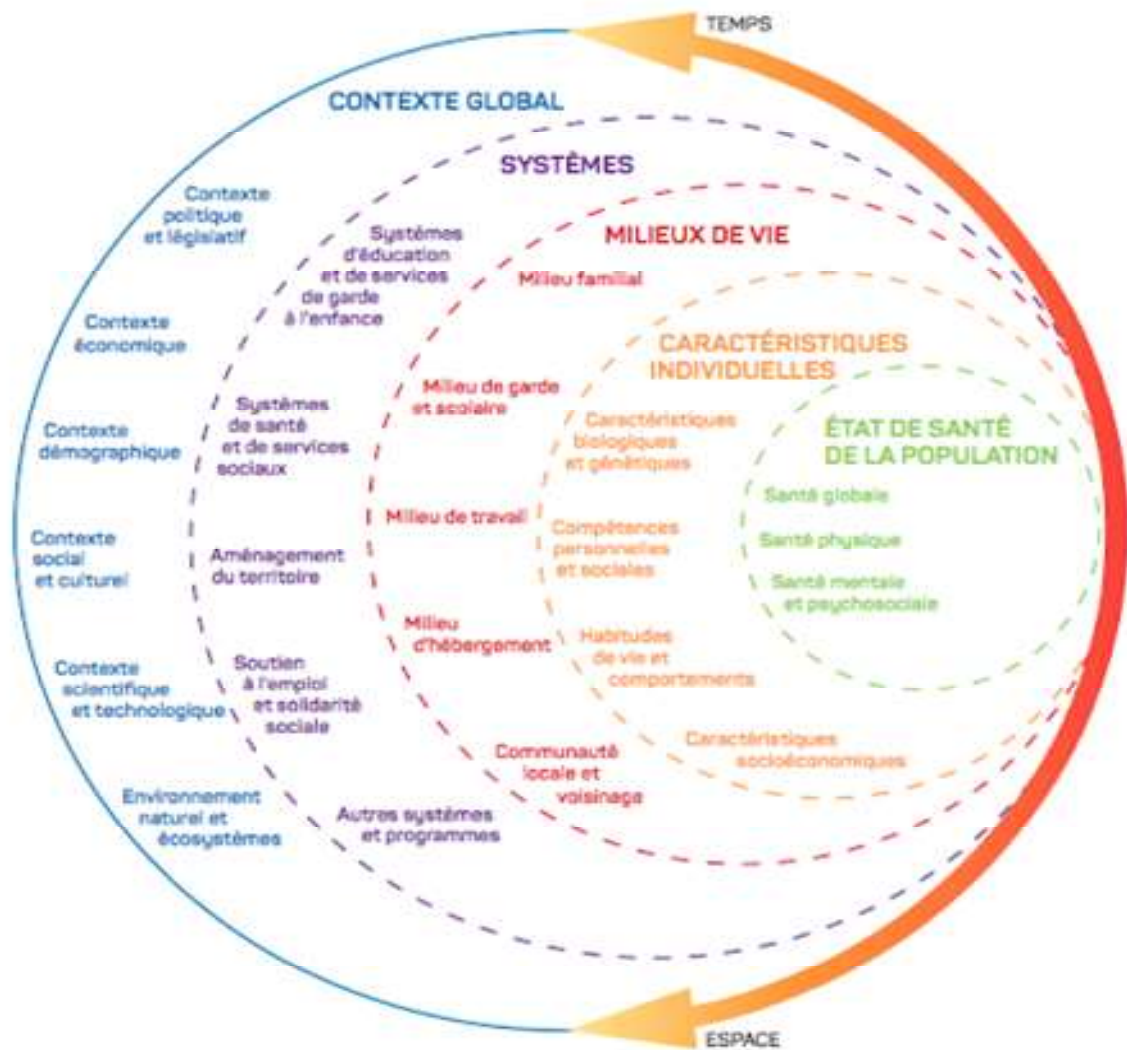 TEMPS
CONTEXTE GLOBAL
Contexte
politique
et législatif
Contexte
économique
Contexte
démographique
Contexte
social
et culturel
Contexte
scientifique
et technologique
Environnement
naturel et
écosystèmes
SYSTÈMES
Systèmes
d'éducation
et de services
de garde
à l'enfance
Systèmes
de santé
et de services
sociaux
Aménagement
du territoire
Soutien
à l'emploi
et solidarité
sociale
Autres systèmes
et programmes
MILIEUX DE VIE
Milieu familial
Milieu de garde
et scolaire
Milieu de travail
Milieu
d'hébergement
Communauté
locale et
voisinage
CARACTÉRISTIQUES
INDIVIDUELLES
Caractéristiques
biologiques
et génétiques
Compétences
personnelles
et sociales
Habitudes
de vie et
comportements
Caractéristiques
socioéconomiques
ÉTAT DE SANTÉ
DE LA POPULATION
Santé globale
Santé physique
Santé mentale
et psychosociale
ESPACE